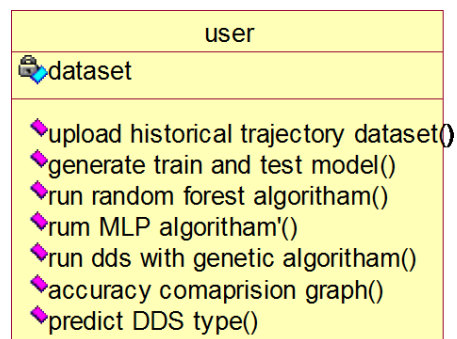 user
dataset
upload historical trajectory dataset()
generate train and test model()
run random forest algoritham()
rum MLP algoritham'()
run dds with genetic algoritham()
accuracy comaprision graph()
predict DDS type()